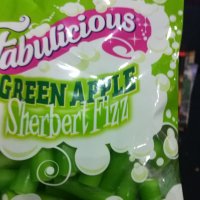 Fabulicious
GREEN APPLE
Sherbert Fizz